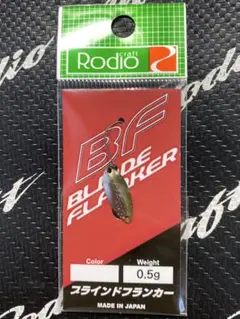 Rodio craft
BF
BLINDE FLANKER
Color
Weight
0.5g
ブラインドフランカー
MADE IN JAPAN